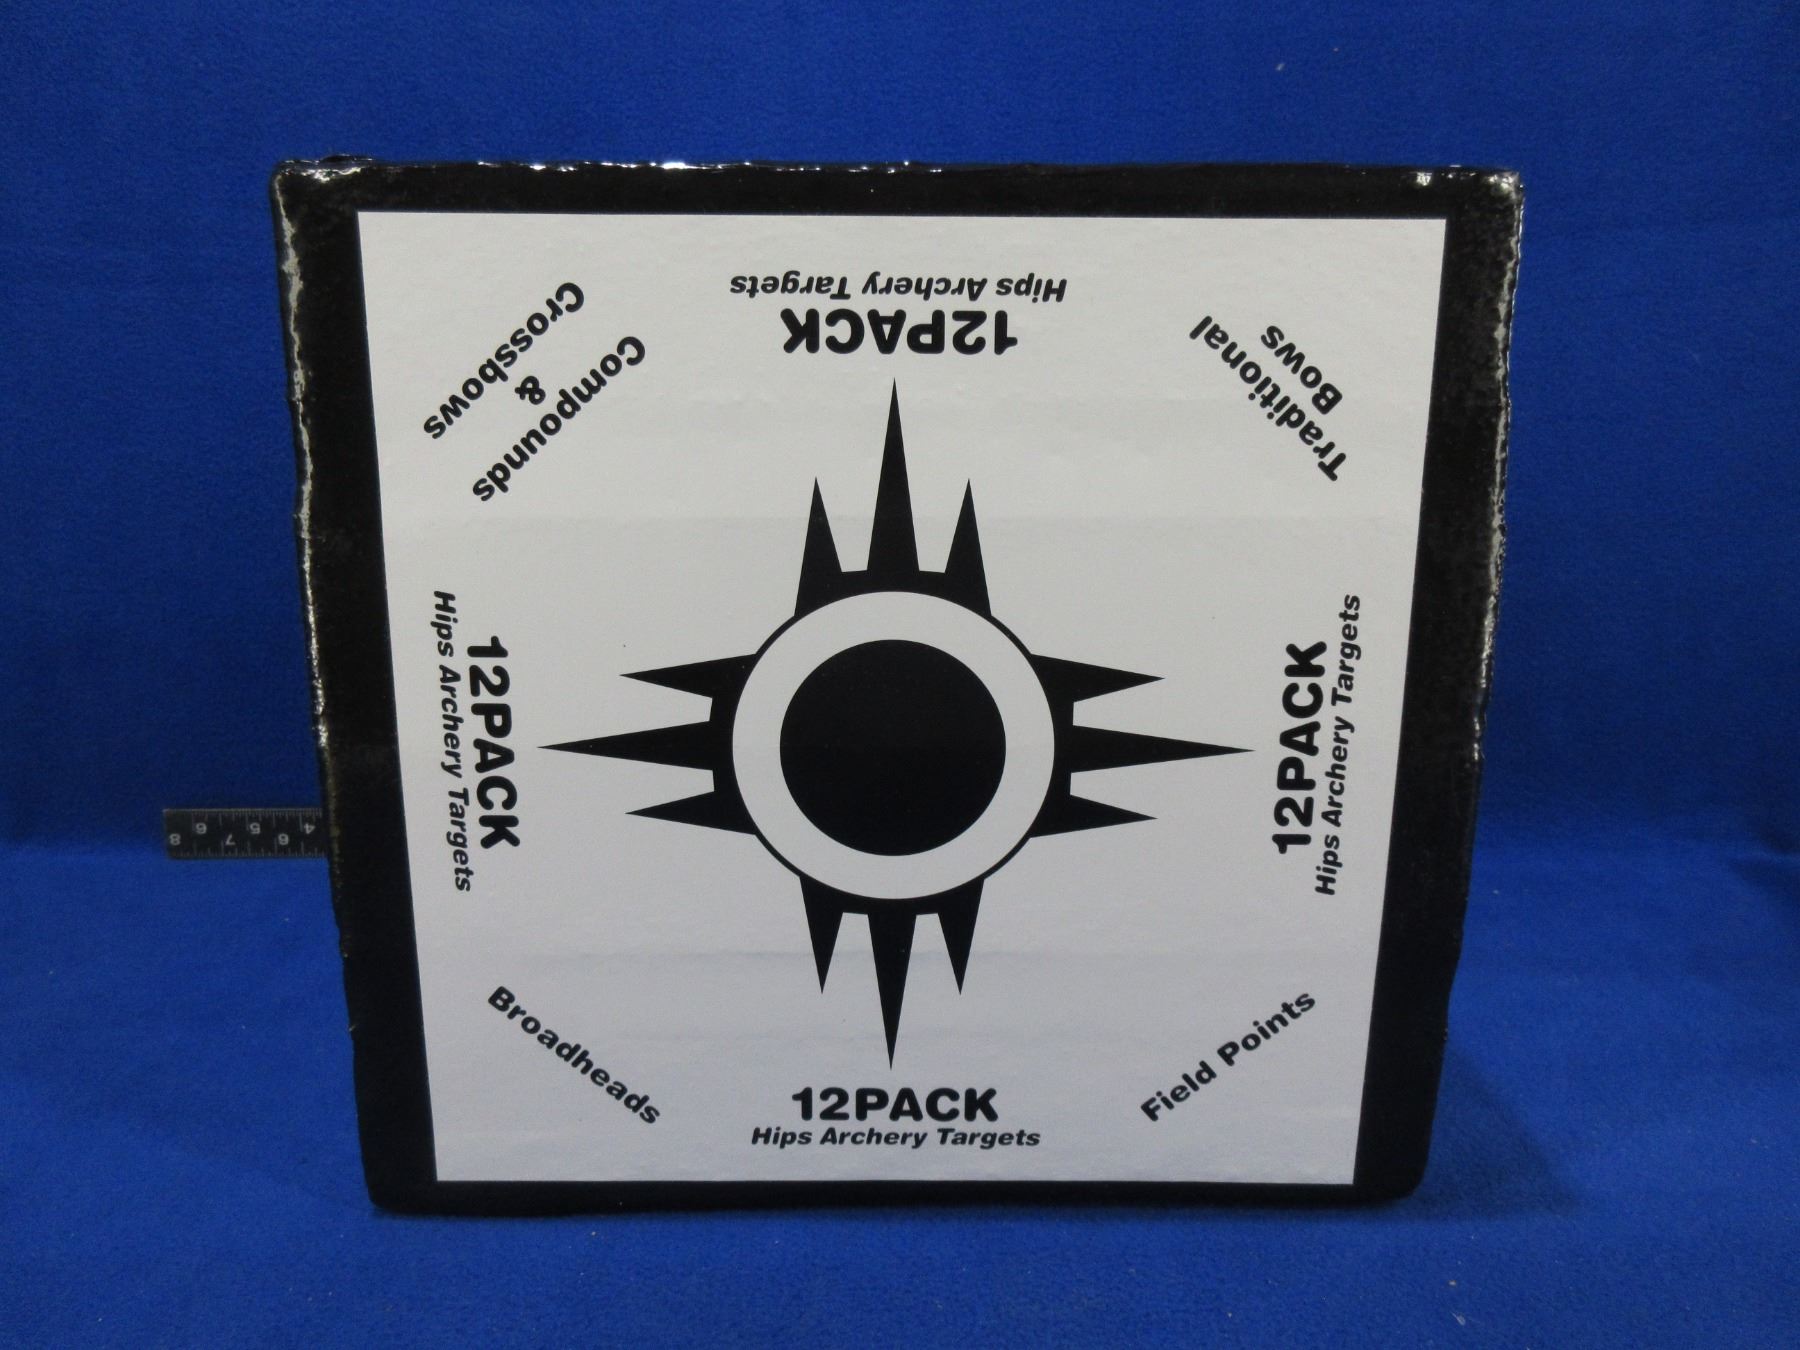 Hips Archery Targets
12PACK
Crossbows
&
Compounds
Traditional
Bows
12PACK
Hips Archery Targets
12PACK
Hips Archery Targets
Broadheads
Field Points
12PACK
Hips Archery Targets